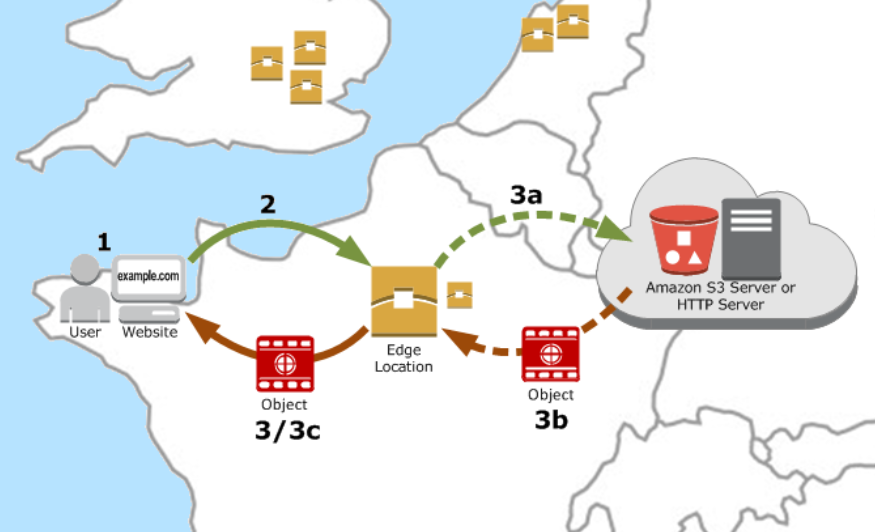 1
example.com
User
Website
2
3a
Amazon S3 Server or
HTTP Server
Edge
Location
Object
3/3c
Object
3b